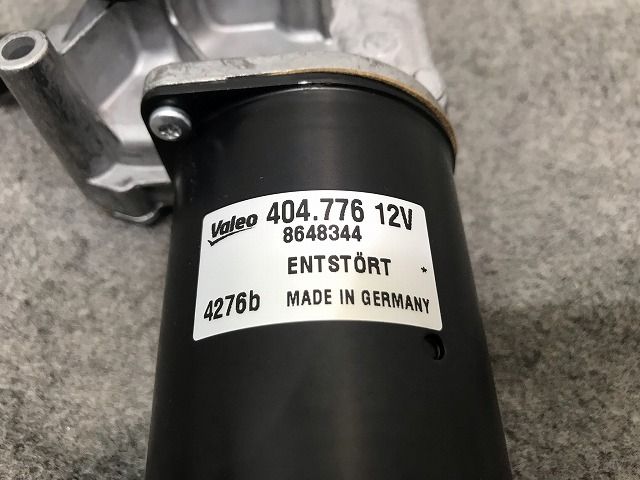 Valeo 404.776 12V
8648344
ENTSTÖRT *
4276b MADE IN GERMANY